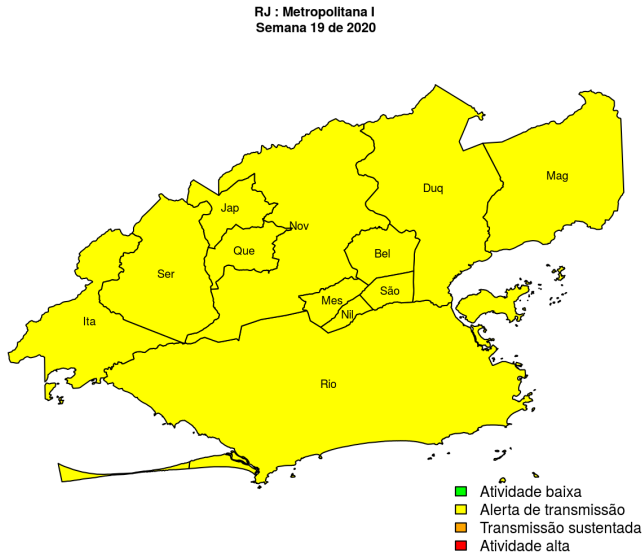 RJ : Metropolitana I
Semana 19 de 2020
Mag
Duq
Jap
Nov
Que
Bel
Ser
São
Mes
Nil
Ita
Rio
Atividade baixa
Alerta de transmissão
Transmissão sustentada
Atividade alta